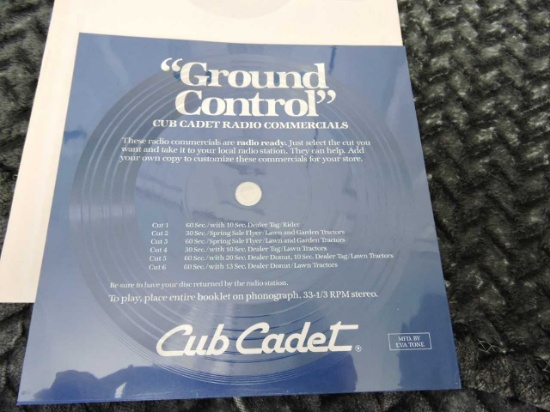 “Ground
Control”
CUB CADET RADIO COMMERCIALS
These radio commercials are radio ready. Just select the cut you
want and take it to your local radio station. They can help. Add
your own copy to customize these commercials for your store.
Cut 1 60 Sec./with 10 Sec. Dealer Tag/Rider
Cut 2 30 Sec./Spring Sale Flyer/Lawn and Garden Tractors
Cut 3 60 Sec./Spring Sale Flyer/Lawn and Garden Tractors
Cut 4 30 Sec./with 10 Sec. Dealer Tag/Lawn Tractors
Cut 5 60 Sec./with 20 Sec. Dealer Donut, 10 Sec. Dealer Tag/Lawn Tractors
Cut 6 60 Sec./with 15 Sec. Dealer Donut/Lawn Tractors
Be sure to have your disc returned by the radio station.
To play, place entire booklet on phonograph. 33-1/3 RPM stereo.
Cub Cadet®
MFD. BY
EVA-TONE